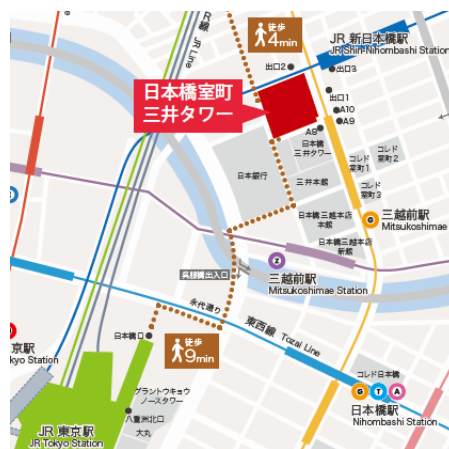 徒歩
4min
JR 新日本橋駅
JR Shin-Nihombashi Station
JR Line
出口2
出口3
日本橋室町
三井タワー
出口1
A10
A9
A8
日本橋
三井タワー
コレド
室町1
コレド
室町2
日本銀行
三井本館
コレド
室町3
日本橋三越本店
本館
G
三越前駅
Mitsukoshimae
日本橋三越本店
新館
Z
三越前駅
Mitsukoshimae Station
呉服橋出入口
永代通り
東西線 Tozai Line
日本橋口
徒歩
9min
京駅
kyo Station
コレド日本橋
G
T
A
日本橋駅
Nihombashi Station
グラントウキョウ
ノースタワー
八重洲北口
大丸
JR 東京駅
JR Tokyo Station